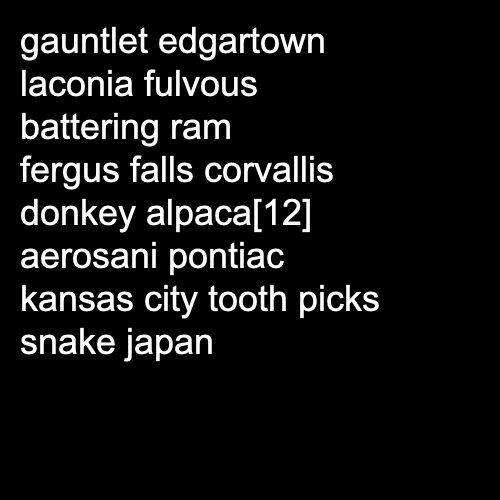 gauntlet edgartown
laconia fulvous
battering ram
fergus falls corvallis
donkey alpaca[12]
aerosani pontiac
kansas city tooth picks
snake japan